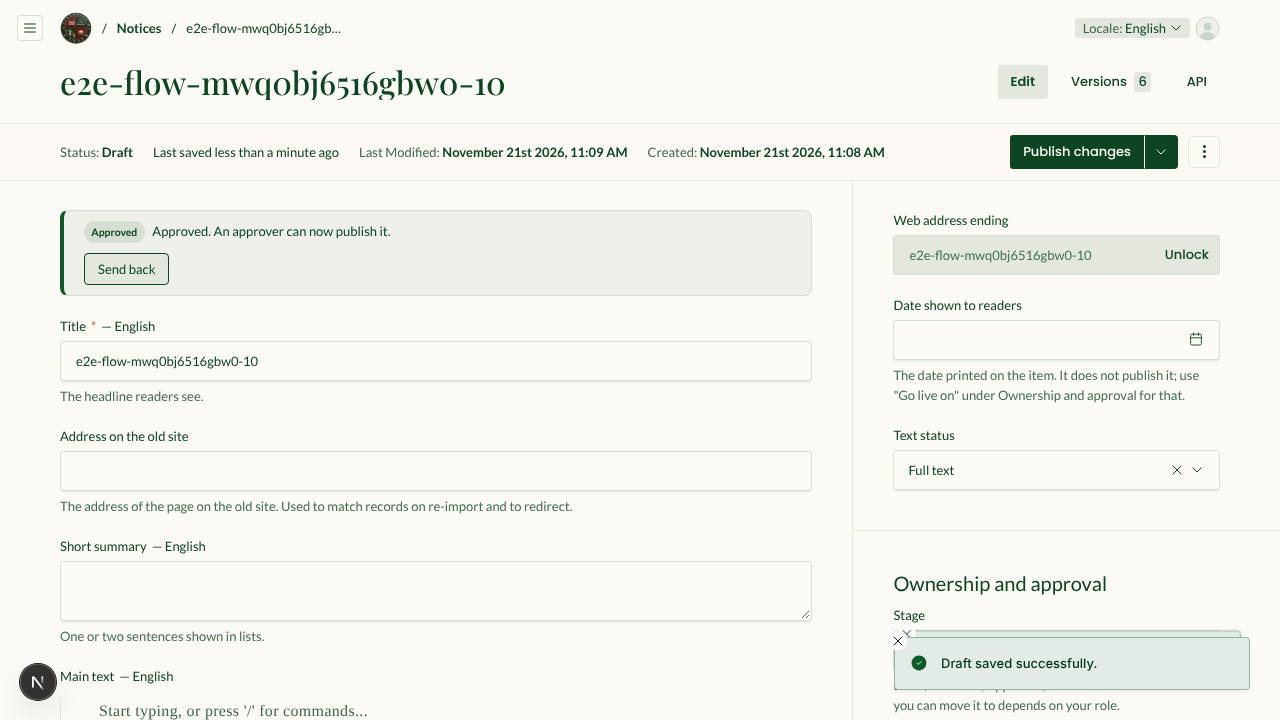 / Notices / e2e-flow-mwq0bj6516gb...
Locale: English
e2e-flow-mwq0bj6516gbw0-10
Edit
Versions 6
API
Status: Draft
Last saved less than a minute ago
Last Modified: November 21st 2026, 11:09 AM
Created: November 21st 2026, 11:08 AM
Publish changes
Approved Approved. An approver can now publish it.
Send back
Title * — English
e2e-flow-mwq0bj6516gbw0-10
The headline readers see.
Address on the old site
The address of the page on the old site. Used to match records on re-import and to redirect.
Short summary — English
One or two sentences shown in lists.
Main text — English
Start typing, or press '/' for commands...
N
Web address ending
e2e-flow-mwq0bj6516gbw0-10 Unlock
Date shown to readers
The date printed on the item. It does not publish it; use
"Go live on" under Ownership and approval for that.
Text status
Full text
Ownership and approval
Stage
Draft saved successfully.
you can move it to depends on your role.